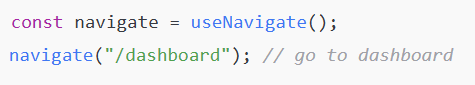 const navigate = useNavigate();
navigate("/dashboard"); // go to dashboard